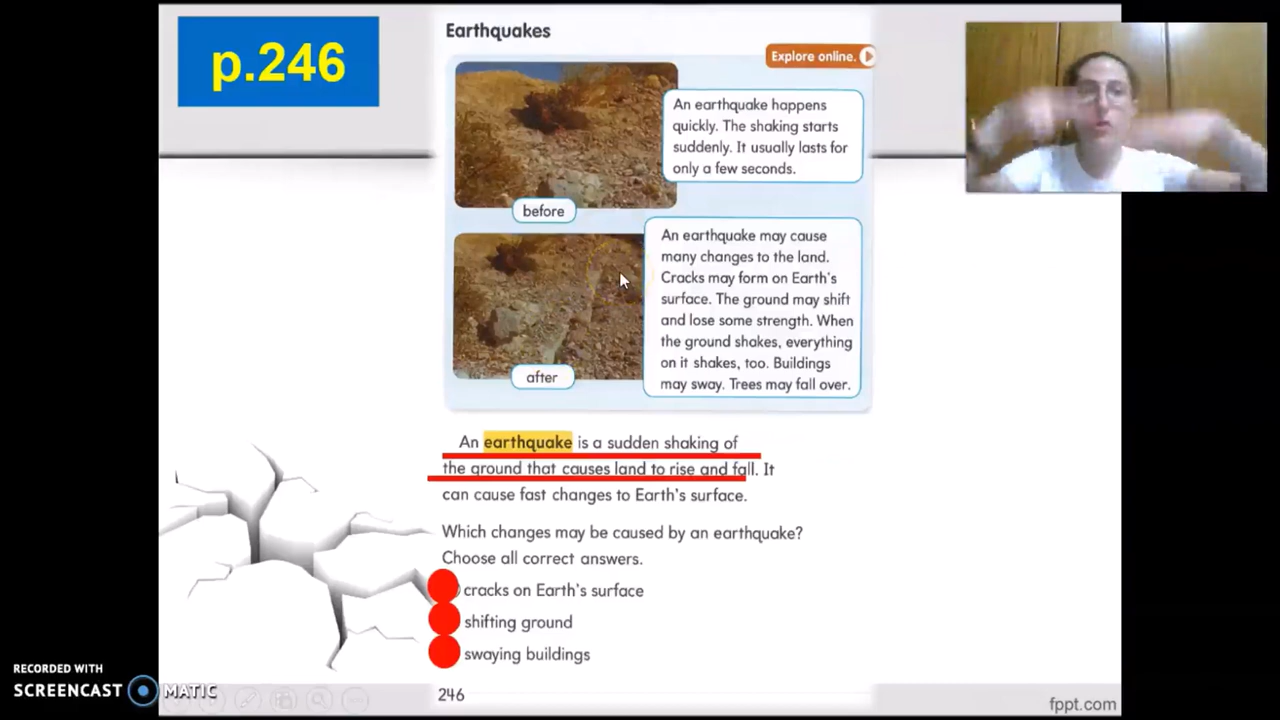 p.246
Earthquakes
Explore online.
An earthquake happens
quickly. The shaking starts
suddenly. It usually lasts for
only a few seconds.
before
An earthquake may cause
many changes to the land.
Cracks may form on Earth's
surface. The ground may shift
and lose some strength. When
the ground shakes, everything
on it shakes, too. Buildings
may sway. Trees may fall over.
after
An earthquake is a sudden shaking of
the ground that causes land to rise and fall. It
can cause fast changes to Earth's surface.
Which changes may be caused by an earthquake?
Choose all correct answers.
cracks on Earth's surface
shifting ground
swaying buildings
246
RECORDED WITH
SCREENCAST MATIC
fppt.com